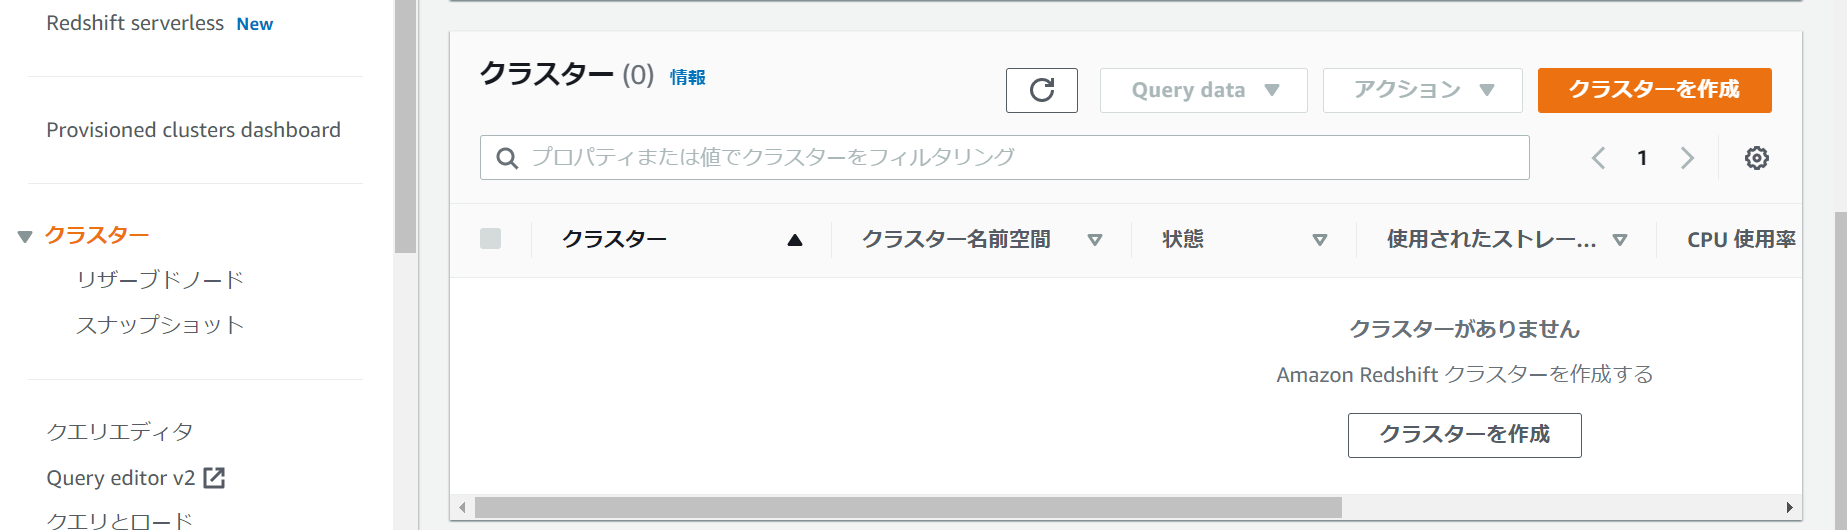 Redshift serverless New
Provisioned clusters dashboard
クラスター
リザーブドノード
スナップショット
クエリエディタ
Query editor v2
クエリとロード
クラスター (0) 情報
Query data
アクション
クラスターを作成
プロパティまたは値でクラスターをフィルタリング
1
クラスター
クラスター名前空間
状態
使用されたストレー...
CPU 使用率
クラスターがありません
Amazon Redshift クラスターを作成する
クラスターを作成